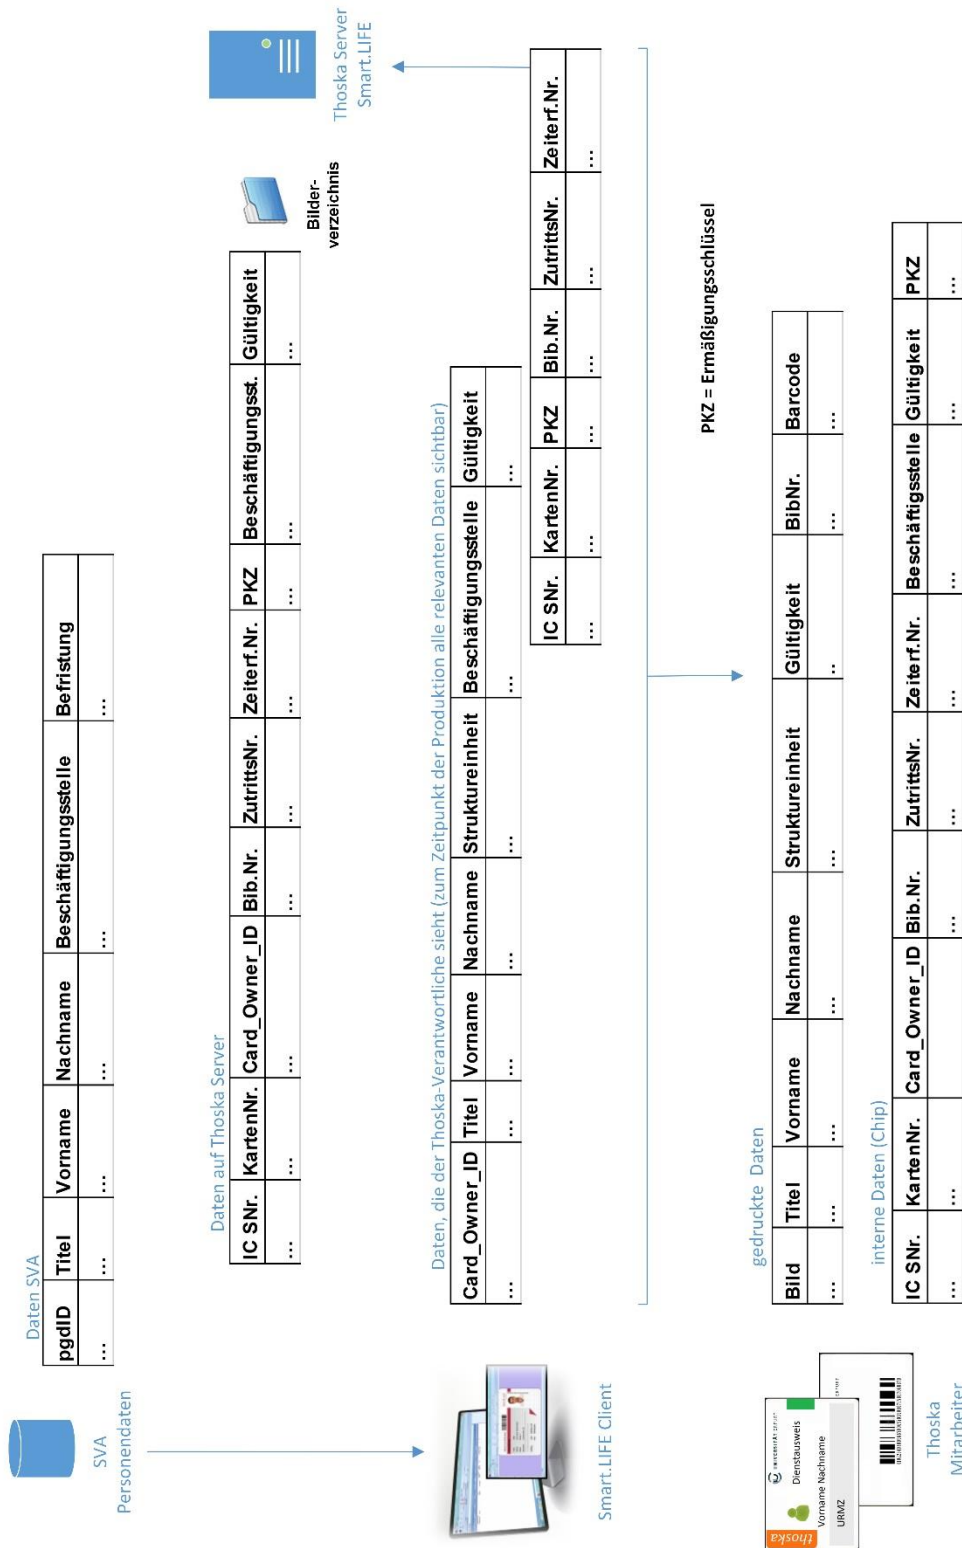 Daten SVA
pgdID Titel Vorname Nachname Beschäftigungsstelle Befristung
... ... ... ... ... ...
SVA
Personendaten
Daten auf Thoska Server
IC SNr. KartenNr. Card_Owner_ID Bib.Nr. ZutrittsNr. Zeiterf.Nr. PKZ Beschäftigungsst. Gültigkeit
... ... ... ... ... ... ... ... ...
Bilder-
verzeichnis
Thoska Server
Smart.LIFE
Daten, die der Thoska-Verantwortliche sieht (zum Zeitpunkt der Produktion alle relevanten Daten sichtbar)
Card_Owner_ID Titel Vorname Nachname Struktureinheit Beschäftigungsstelle Gültigkeit
... ... ... ... ... ... ...
IC SNr. KartenNr. PKZ Bib.Nr. ZutrittsNr. Zeiterf.Nr.
... ... ... ... ... ...
Smart.LIFE Client
PKZ = Ermäßigungsschlüssel
gedruckte Daten
Bild Titel Vorname Nachname Struktureinheit Gültigkeit BibNr. Barcode
... ... ... ... ... .. ... ...
interne Daten (Chip)
IC SNr. KartenNr. Card_Owner_ID Bib.Nr. ZutrittsNr. Zeiterf.Nr. Beschäftigsstelle Gültigkeit PKZ
... ... ... ... ... ... ... ... ...
thoska
UNIVERSITÄT ERFURT
Dienstausweis
Vorname Nachname
URMZ
Thoska
Mitarbeiter